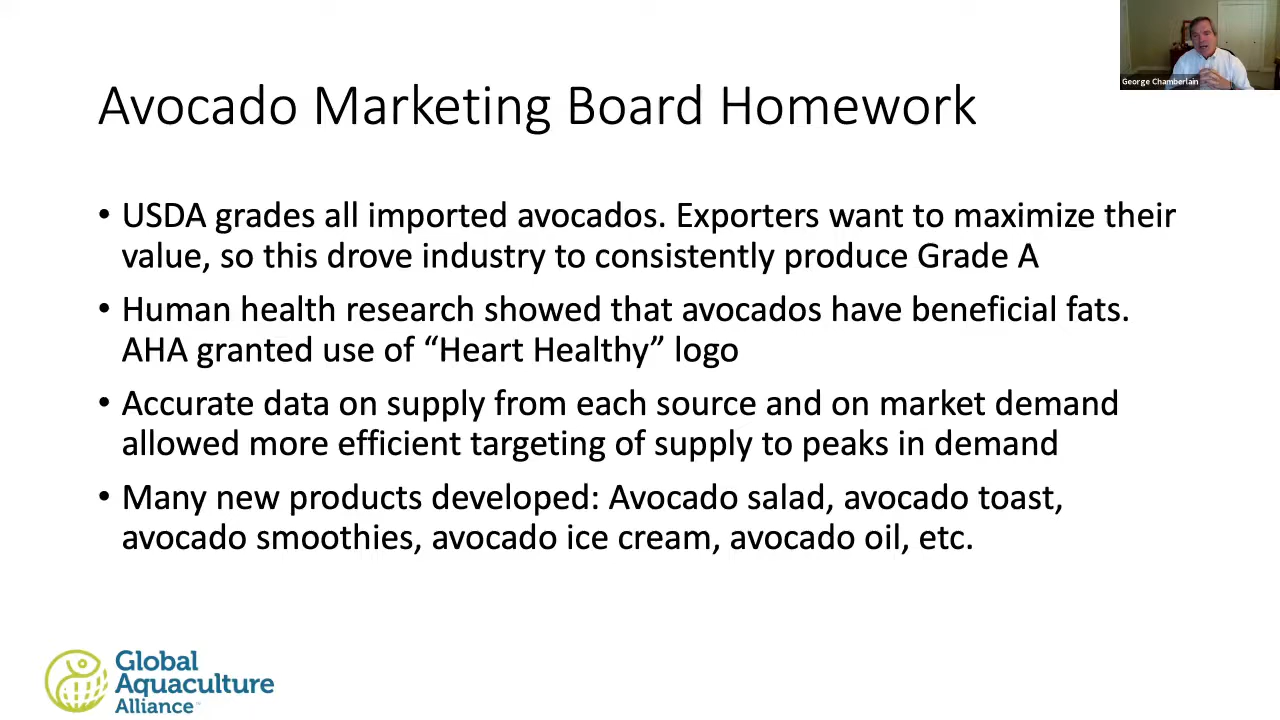 George Chamberlain
Avocado Marketing Board Homework
• USDA grades all imported avocados. Exporters want to maximize their
value, so this drove industry to consistently produce Grade A
• Human health research showed that avocados have beneficial fats.
AHA granted use of “Heart Healthy” logo
• Accurate data on supply from each source and on market demand
allowed more efficient targeting of supply to peaks in demand
• Many new products developed: Avocado salad, avocado toast,
avocado smoothies, avocado ice cream, avocado oil, etc.
Global
Aquaculture
Alliance™